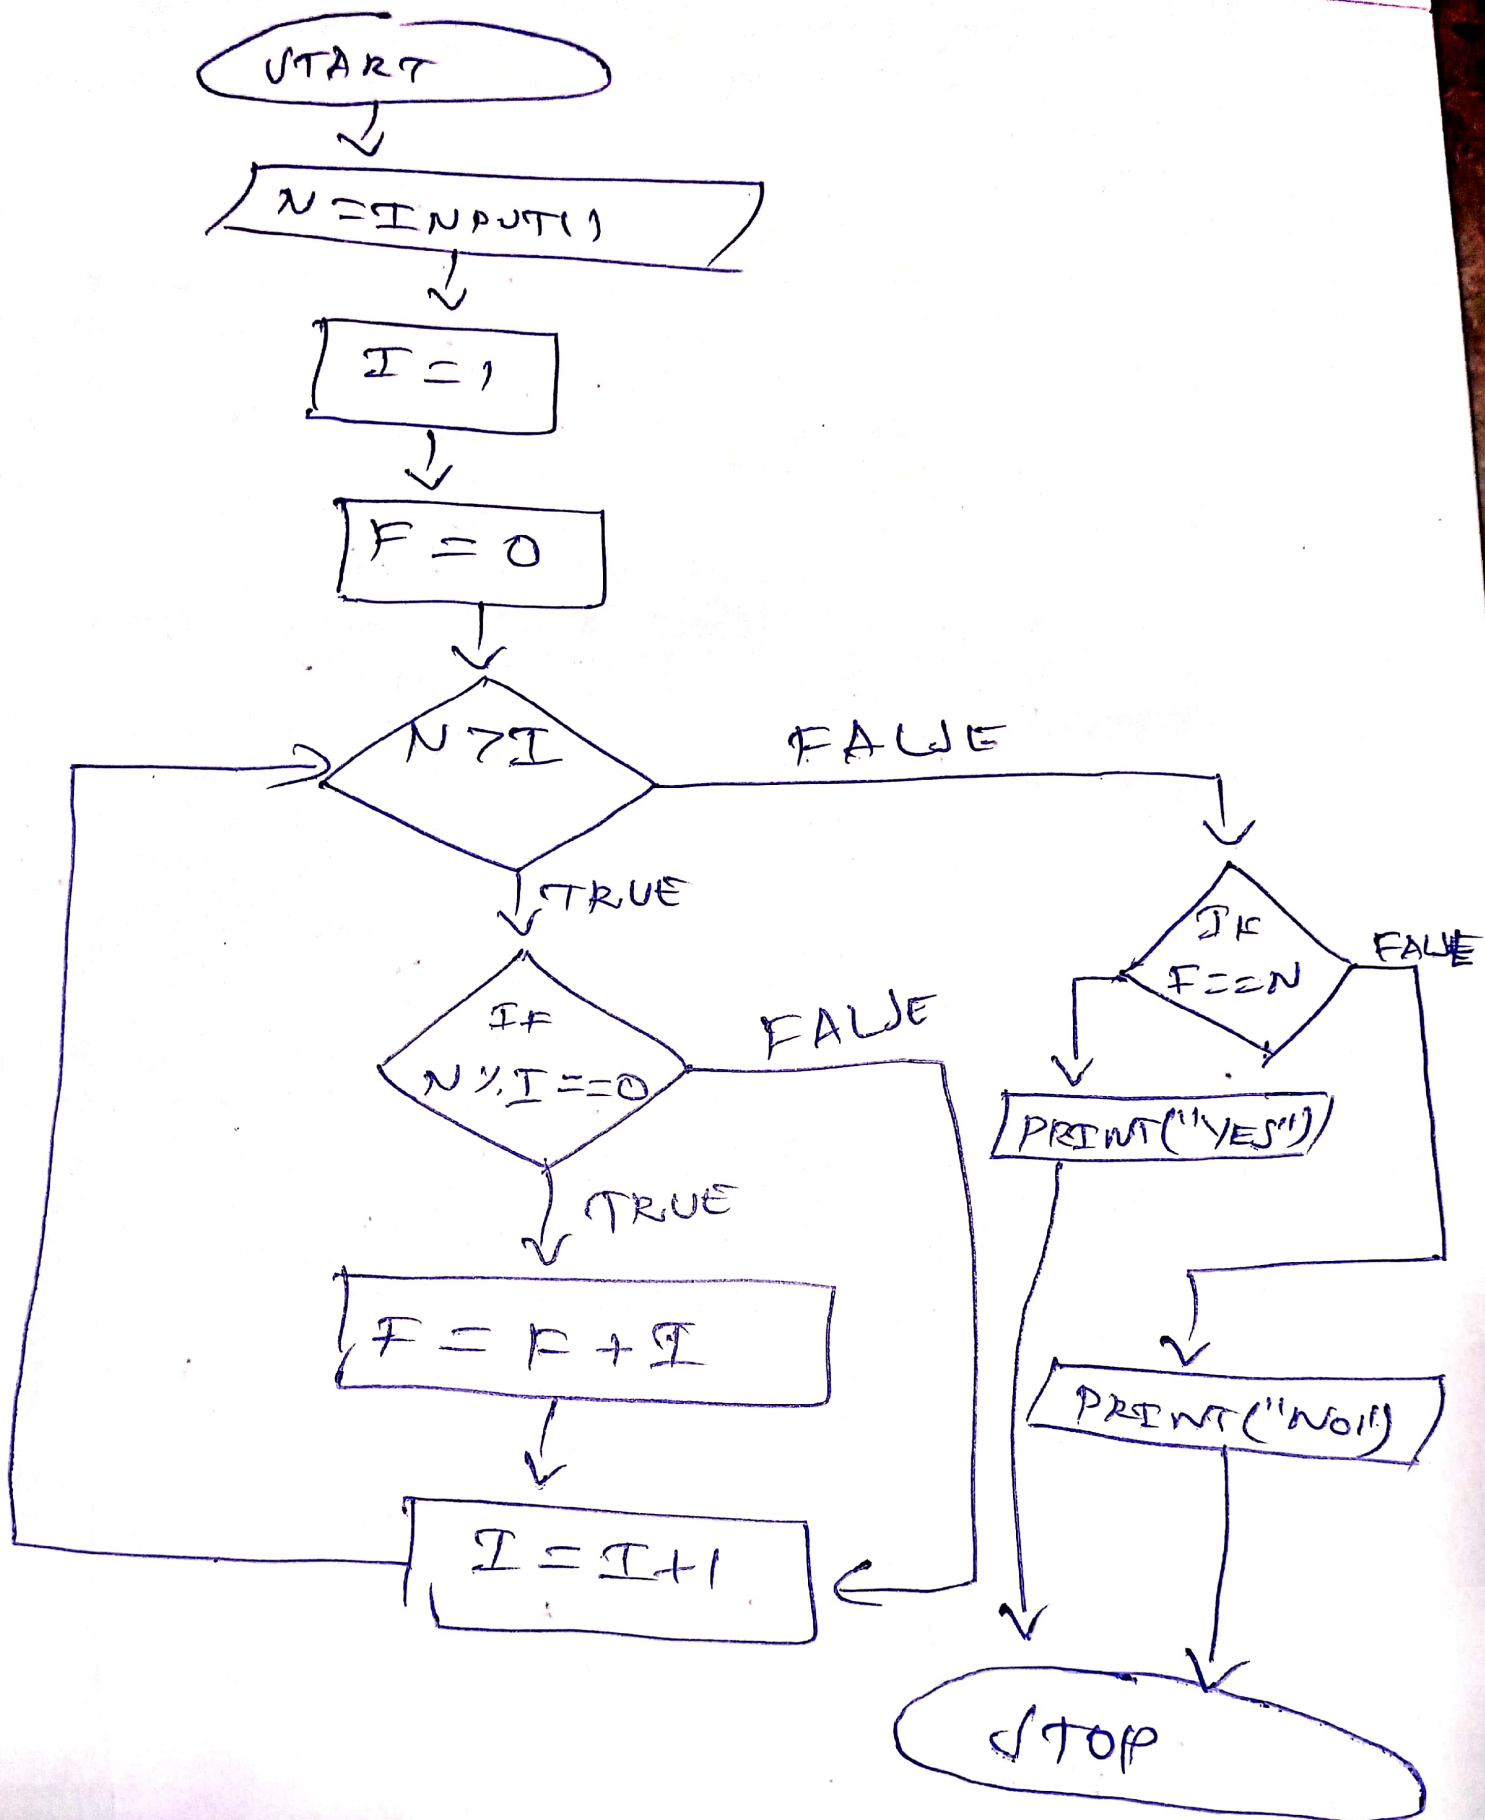 START
N=INPUT()
I=1
F=0
N>I
FALSE
TRUE
IF
F==N
FALSE
IF
N%I==0
FALSE
PRINT("YES")
TRUE
F=F+I
PRINT("NO")
I=I+1
STOP